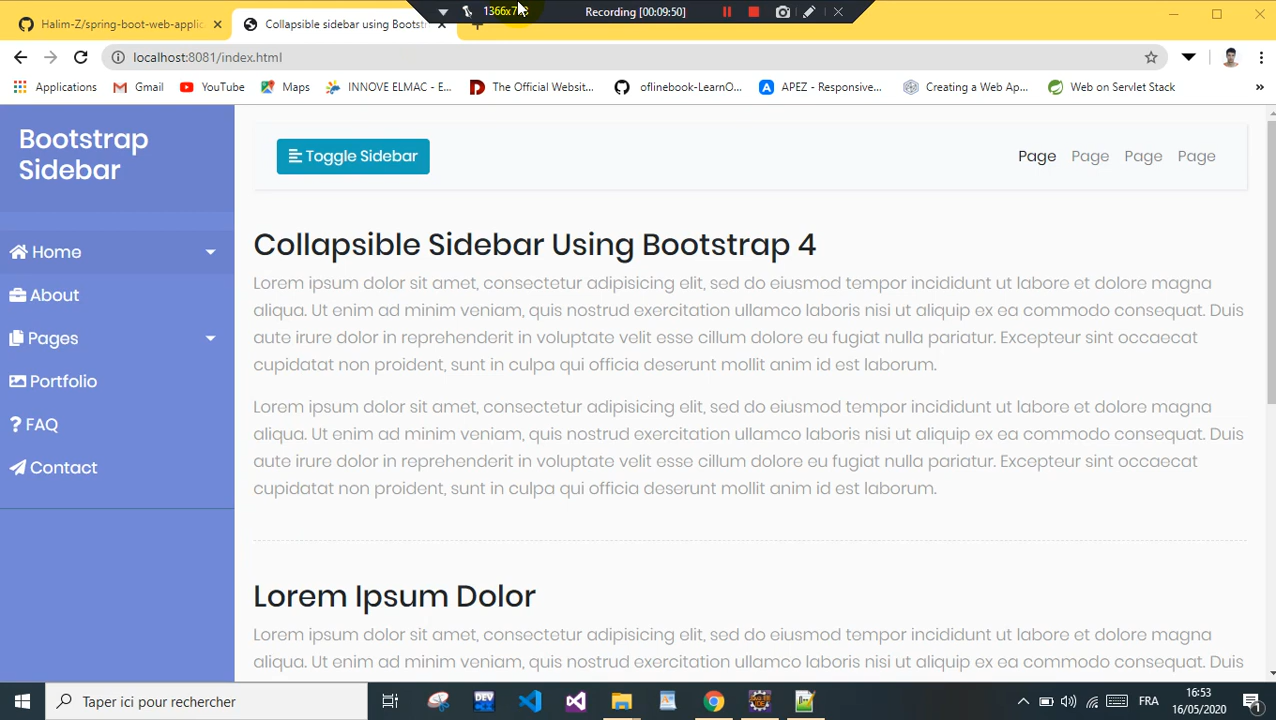 Halim-Z/spring-boot-web-applic
Collapsible sidebar using Bootst
Recording [00:09:50]
localhost:8081/index.html
Applications
Gmail
YouTube
Maps
INNOVE ELMAC - E...
The Official Websit...
oflinebook-LearnO...
APEZ - Responsive...
Creating a Web Ap...
Web on Servlet Stack
»
Bootstrap
Sidebar
Home
About
Pages
Portfolio
FAQ
Contact
Toggle Sidebar
Page Page Page Page
Collapsible Sidebar Using Bootstrap 4
Lorem ipsum dolor sit amet, consectetur adipisicing elit, sed do eiusmod tempor incididunt ut labore et dolore magna
aliqua. Ut enim ad minim veniam, quis nostrud exercitation ullamco laboris nisi ut aliquip ex ea commodo consequat. Duis
aute irure dolor in reprehenderit in voluptate velit esse cillum dolore eu fugiat nulla pariatur. Excepteur sint occaecat
cupidatat non proident, sunt in culpa qui officia deserunt mollit anim id est laborum.
Lorem ipsum dolor sit amet, consectetur adipisicing elit, sed do eiusmod tempor incididunt ut labore et dolore magna
aliqua. Ut enim ad minim veniam, quis nostrud exercitation ullamco laboris nisi ut aliquip ex ea commodo consequat. Duis
aute irure dolor in reprehenderit in voluptate velit esse cillum dolore eu fugiat nulla pariatur. Excepteur sint occaecat
cupidatat non proident, sunt in culpa qui officia deserunt mollit anim id est laborum.
Lorem Ipsum Dolor
Lorem ipsum dolor sit amet, consectetur adipisicing elit, sed do eiusmod tempor incididunt ut labore et dolore magna
aliqua. Ut enim ad minim veniam, quis nostrud exercitation ullamco laboris nisi ut aliquip ex ea commodo consequat. Duis
Taper ici pour rechercher
FRA
16:53
16/05/2020